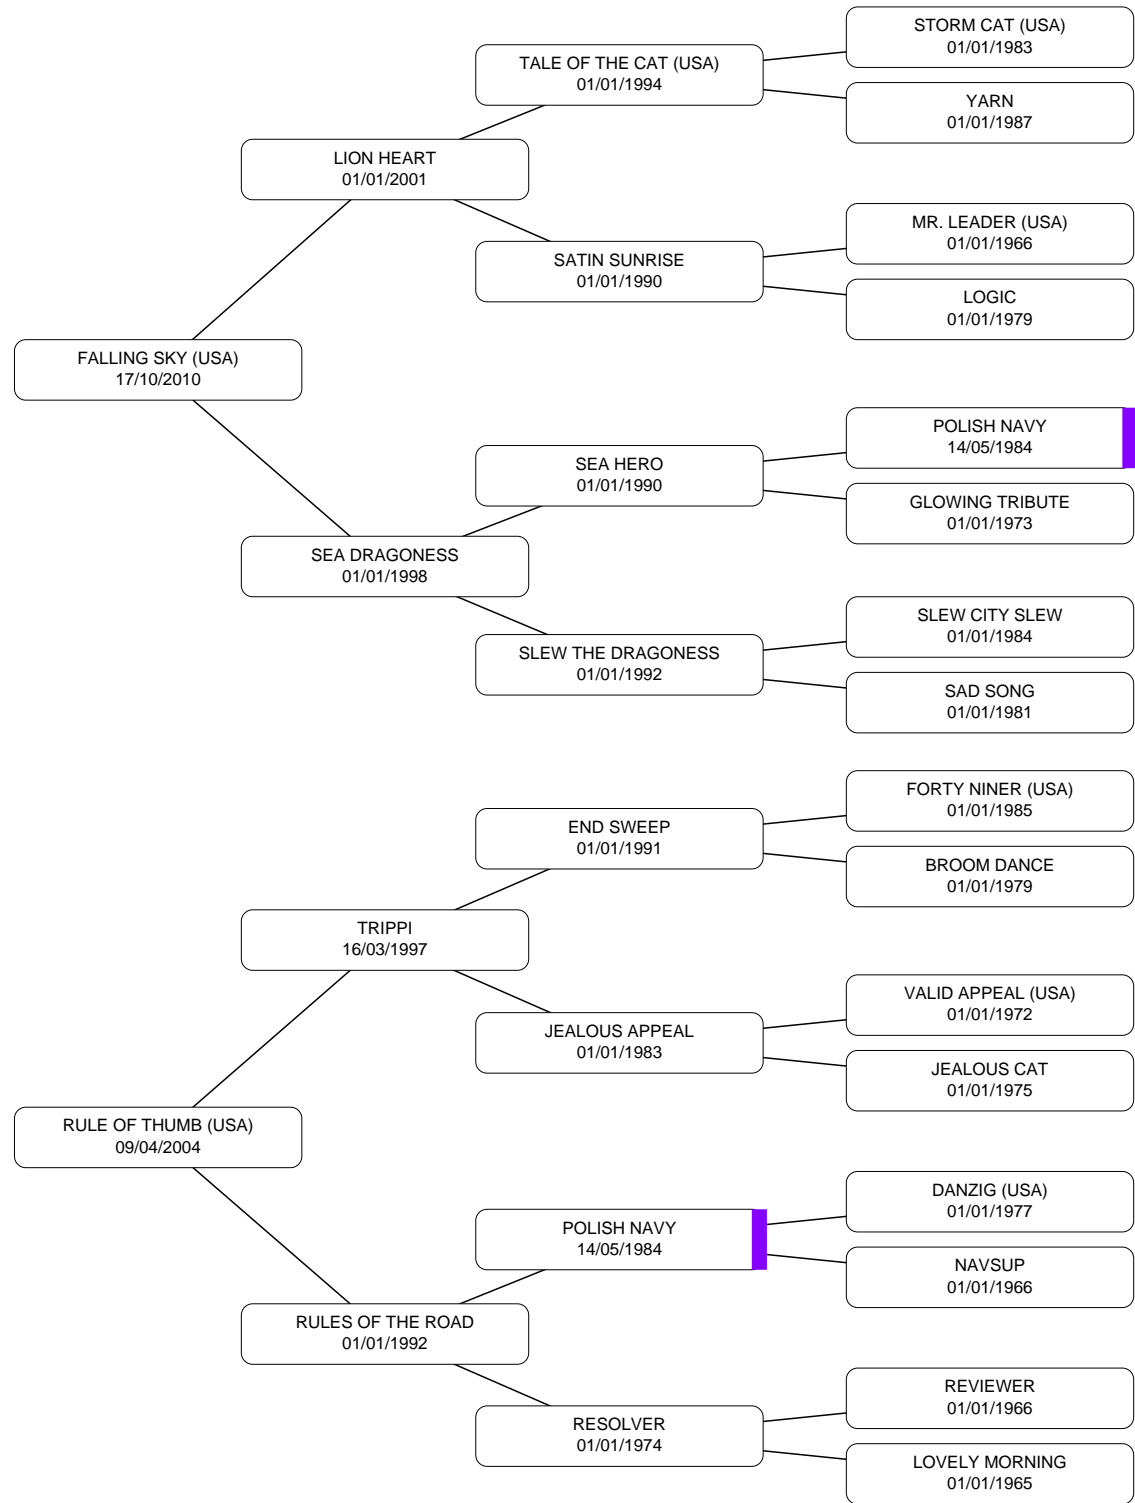 STORM CAT (USA)
01/01/1983
TALE OF THE CAT (USA)
01/01/1994
YARN
01/01/1987
LION HEART
01/01/2001
MR. LEADER (USA)
01/01/1966
SATIN SUNRISE
01/01/1990
LOGIC
01/01/1979
FALLING SKY (USA)
17/10/2010
POLISH NAVY
14/05/1984
SEA HERO
01/01/1990
GLOWING TRIBUTE
01/01/1973
SEA DRAGONESS
01/01/1998
SLEW CITY SLEW
01/01/1984
SLEW THE DRAGONESS
01/01/1992
SAD SONG
01/01/1981
FORTY NINER (USA)
01/01/1985
END SWEEP
01/01/1991
BROOM DANCE
01/01/1979
TRIPPI
16/03/1997
VALID APPEAL (USA)
01/01/1972
JEALOUS APPEAL
01/01/1983
JEALOUS CAT
01/01/1975
RULE OF THUMB (USA)
09/04/2004
DANZIG (USA)
01/01/1977
POLISH NAVY
14/05/1984
NAVSUP
01/01/1966
RULES OF THE ROAD
01/01/1992
REVIEWER
01/01/1966
RESOLVER
01/01/1974
LOVELY MORNING
01/01/1965